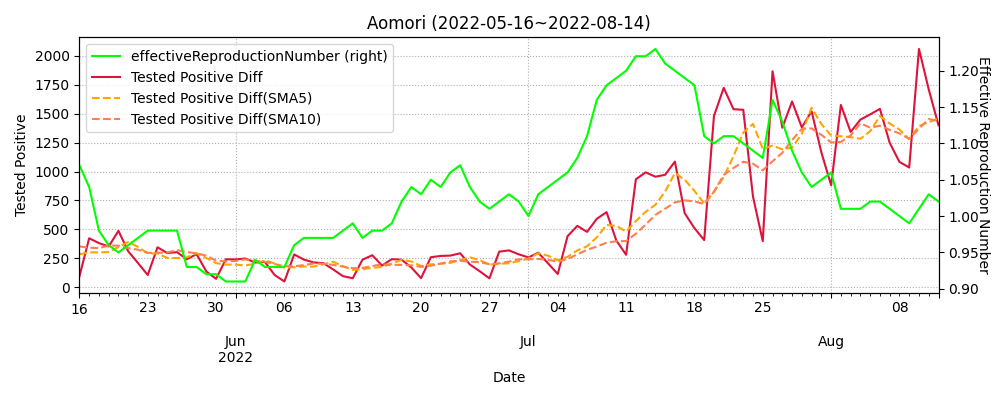 Aomori (2022-05-16~2022-08-14)
effectiveReproductionNumber (right)
Tested Positive Diff
Tested Positive Diff(SMA5)
Tested Positive Diff(SMA10)
Tested Positive
2000
1750
1500
1250
1000
750
500
250
0
Effective Reproduction Number
1.20
1.15
1.10
1.05
1.00
0.95
0.90
16 23 30 06 13 20 27 04 11 18 25 08
Jun Jul Aug
2022
Date